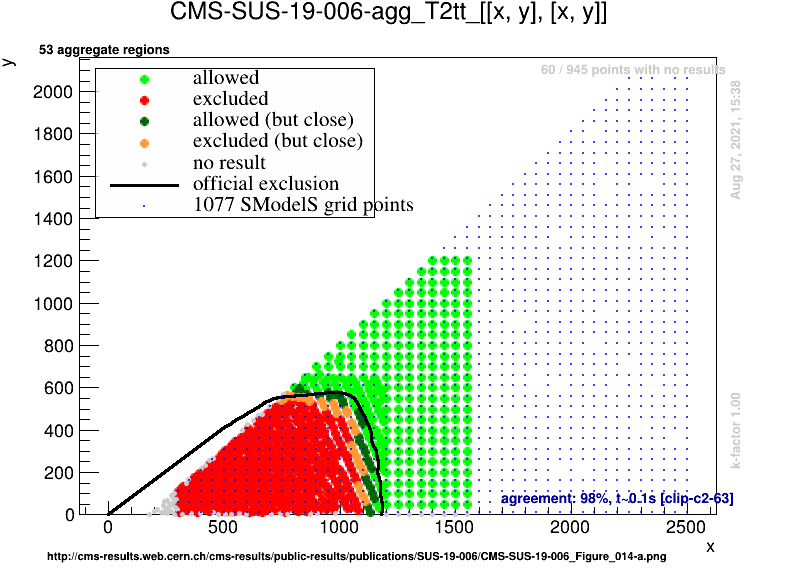 CMS-SUS-19-006-agg_T2tt_[[x, y], [x, y]]
53 aggregate regions
y
60 / 945 points with no results
allowed
excluded
allowed (but close)
excluded (but close)
no result
official exclusion
1077 SModelS grid points
2000
1800
1600
1400
1200
1000
800
600
400
200
0
Aug 27, 2021, 15:38
k-factor 1.00
agreement: 98%, t~0.1s [clip-c2-63]
0
500
1000
1500
2000
2500
x
http://cms-results.web.cern.ch/cms-results/public-results/publications/SUS-19-006/CMS-SUS-19-006_Figure_014-a.png